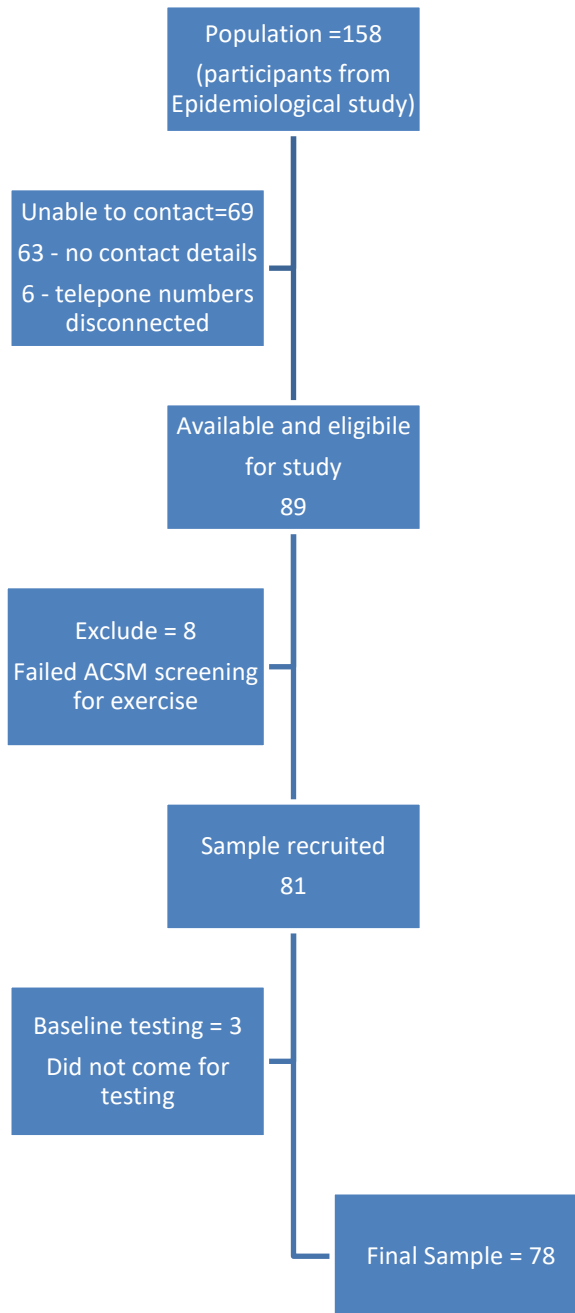 Population =158
(participants from
Epidemiological study)
Unable to contact=69
63 - no contact details
6 - telepone numbers
disconnected
Available and eligibile
for study
89
Exclude = 8
Failed ACSM screening
for exercise
Sample recruited
81
Baseline testing = 3
Did not come for
testing
Final Sample = 78